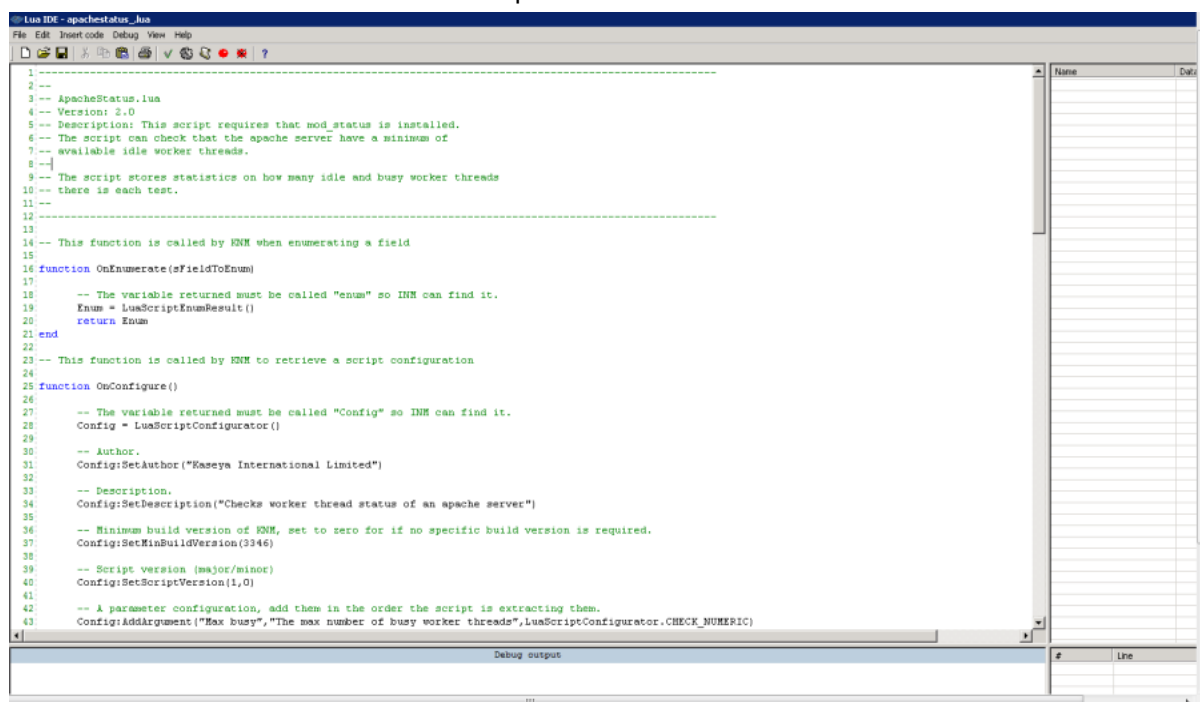 Lua IDE - apachestatus_.lua
File Edit Insert code Debug View Help
?
1 ----------------------------------------------------------------------------------------------------------
2 --
3 -- ApacheStatus.lua
4 -- Version: 2.0
5 -- Description: This script requires that mod_status is installed.
6 -- The script can check that the apache server have a minimum of
7 -- available idle worker threads.
8 --
9 -- The script stores statistics on how many idle and busy worker threads
10 -- there is each test.
11 --
12 ----------------------------------------------------------------------------------------------------------
13
14 -- This function is called by KNM when enumerating a field
15
16 function OnEnumerate(sFieldToEnum)
17
18 -- The variable returned must be called "enum" so INM can find it.
19 Enum = LuaScriptEnumResult()
20 return Enum
21 end
22
23 -- This function is called by KNM to retrieve a script configuration
24
25 function OnConfigure()
26
27 -- The variable returned must be called "Config" so INM can find it.
28 Config = LuaScriptConfigurator()
29
30 -- Author.
31 Config:SetAuthor("Kaseya International Limited")
32
33 -- Description.
34 Config:SetDescription("Checks worker thread status of an apache server")
35
36 -- Minimum build version of KNM, set to zero for if no specific build version is required.
37 Config:SetMinBuildVersion(3346)
38
39 -- Script version (major/minor)
40 Config:SetScriptVersion(1,0)
41
42 -- A parameter configuration, add them in the order the script is extracting them.
43 Config:AddArgument("Max busy","The max number of busy worker threads",LuaScriptConfigurator.CHECK_NUMERIC)
Name Data
Debug output
# Line